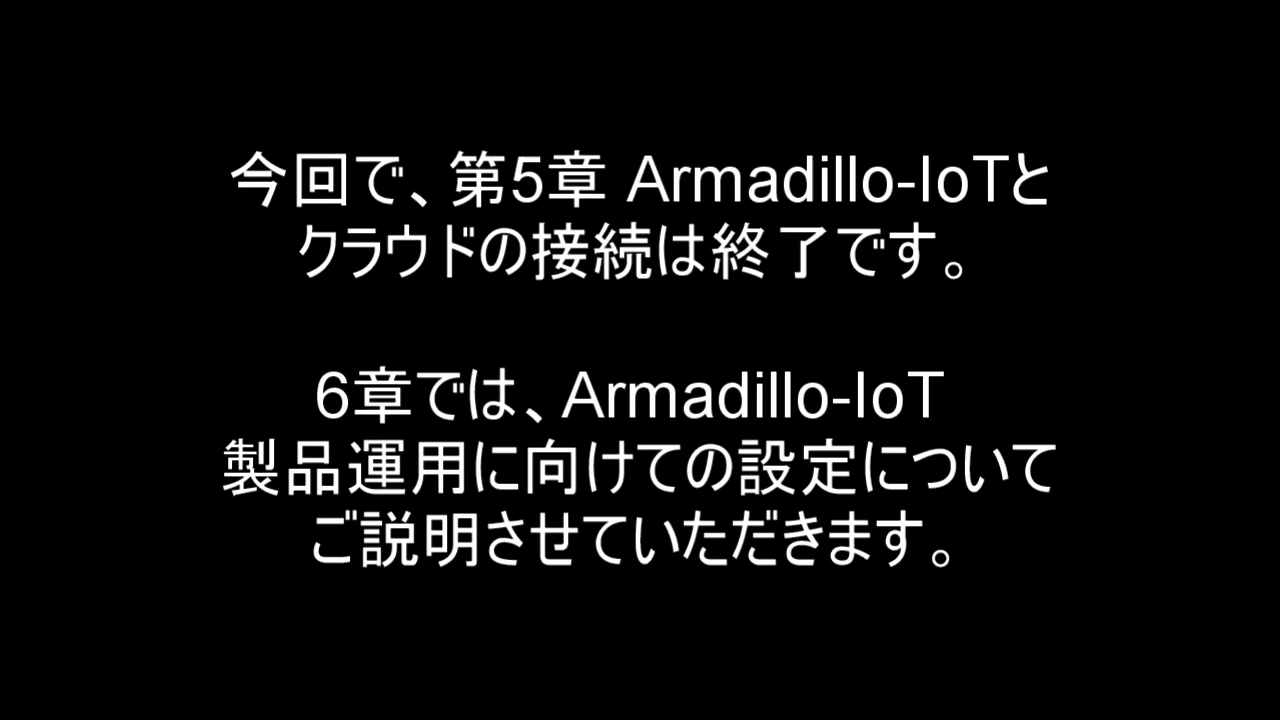 今回で、第5章 Armadillo-IoTと
クラウドの接続は終了です。
6章では、Armadillo-IoT
製品運用に向けての設定について
ご説明させていただきます。